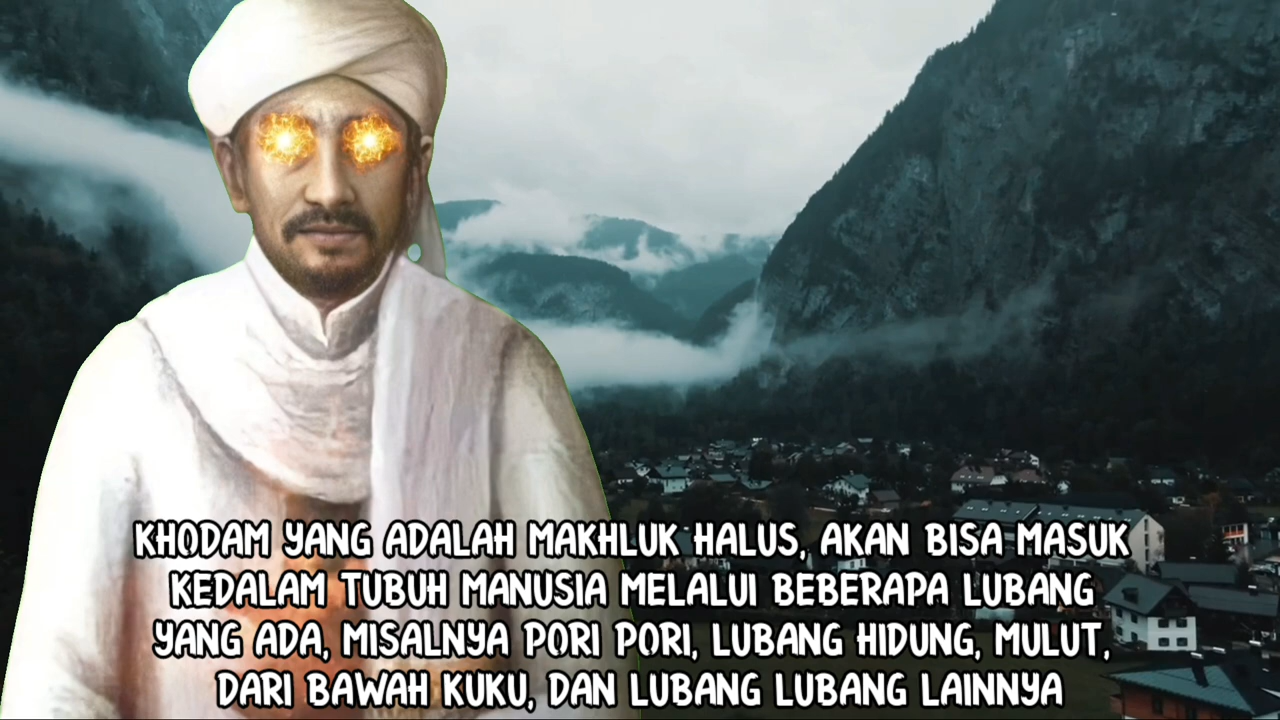 KHODAM YANG ADALAH MAKHLUK HALUS, AKAN BISA MASUK
KEDALAM TUBUH MANUSIA MELALUI BEBERAPA LUBANG
YANG ADA, MISALNYA PORI PORI, LUBANG HIDUNG, MULUT,
DARI BAWAH KUKU, DAN LUBANG LUBANG LAINNYA